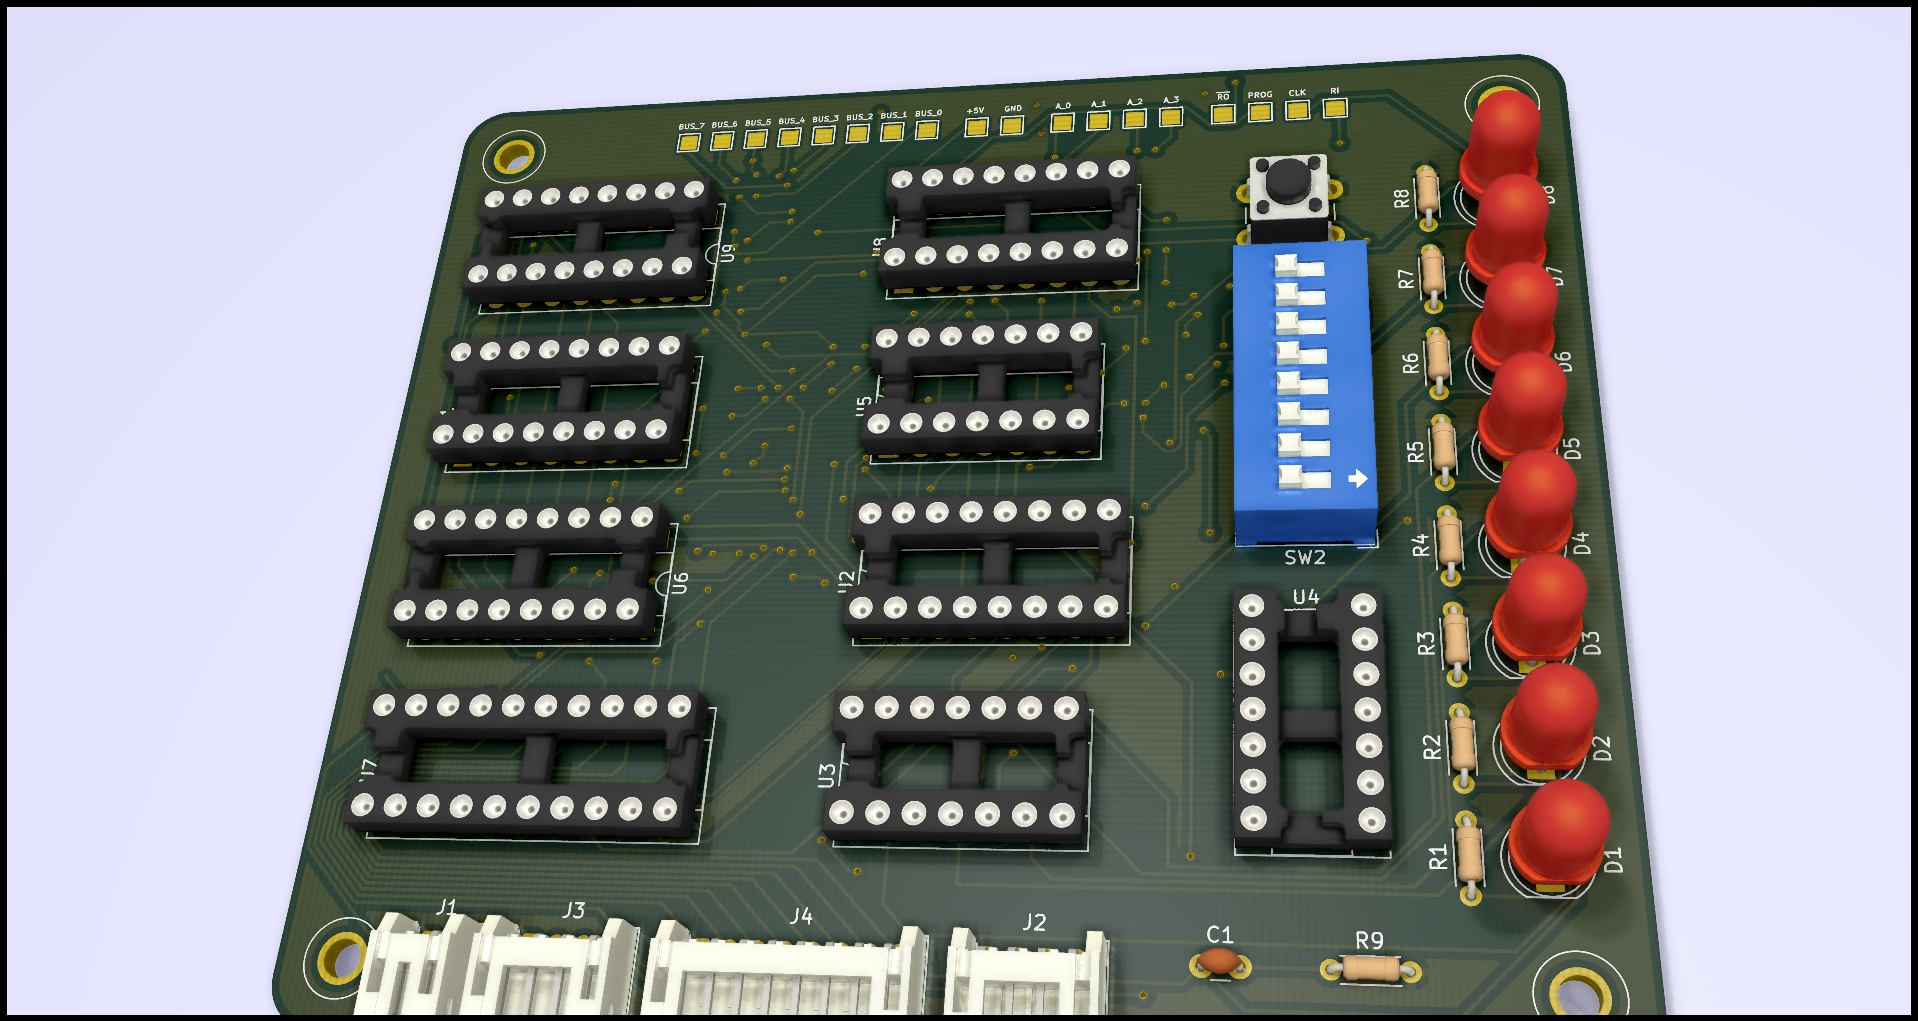 BUS_7 BUS_6 BUS_5 BUS_4 BUS_3 BUS_2 BUS_1 BUS_0 +5V GND A_0 A_1 A_2 A_3 RO PROG CLK RI
R8
U9
R7
D7
R6
D6
U5
R5
D5
R4
D4
SW2
U6
U2
U4
R3
D3
R2
D2
U3
R1
D1
J1
J3
J4
J2
C1
R9